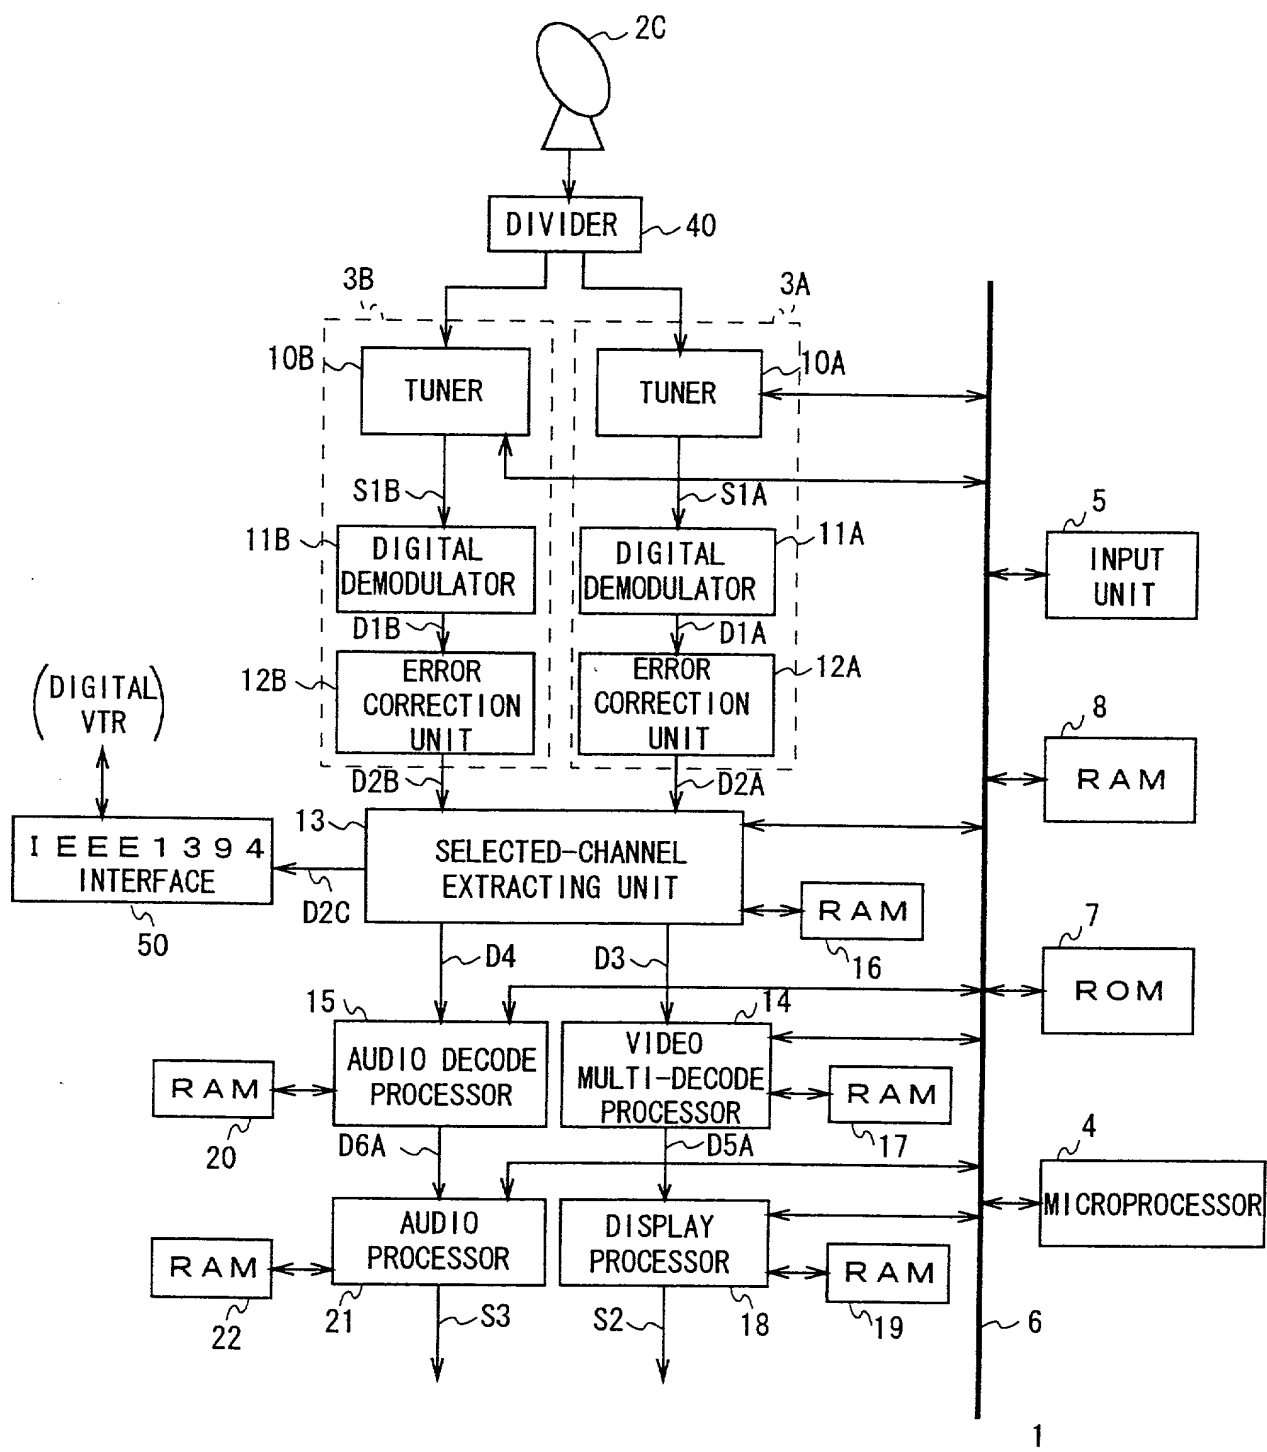 2C
DIVIDER
40
3B
3A
10B
TUNER
TUNER
10A
S1B
S1A
11B
DIGITAL
DEMODULATOR
DIGITAL
DEMODULATOR
11A
5
INPUT
UNIT
D1B
D1A
12B
ERROR
CORRECTION
UNIT
ERROR
CORRECTION
UNIT
12A
(DIGITAL
VTR)
8
RAM
D2B
D2A
13
IEEE1394
INTERFACE
50
D2C
SELECTED-CHANNEL
EXTRACTING UNIT
RAM
16
7
ROM
D4
D3
15
14
AUDIO DECODE
PROCESSOR
VIDEO
MULTI-DECODE
PROCESSOR
RAM
20
RAM
17
D6A
D5A
4
MICROPROCESSOR
AUDIO
PROCESSOR
DISPLAY
PROCESSOR
RAM
22
21
18
RAM
19
S3
S2
6
1